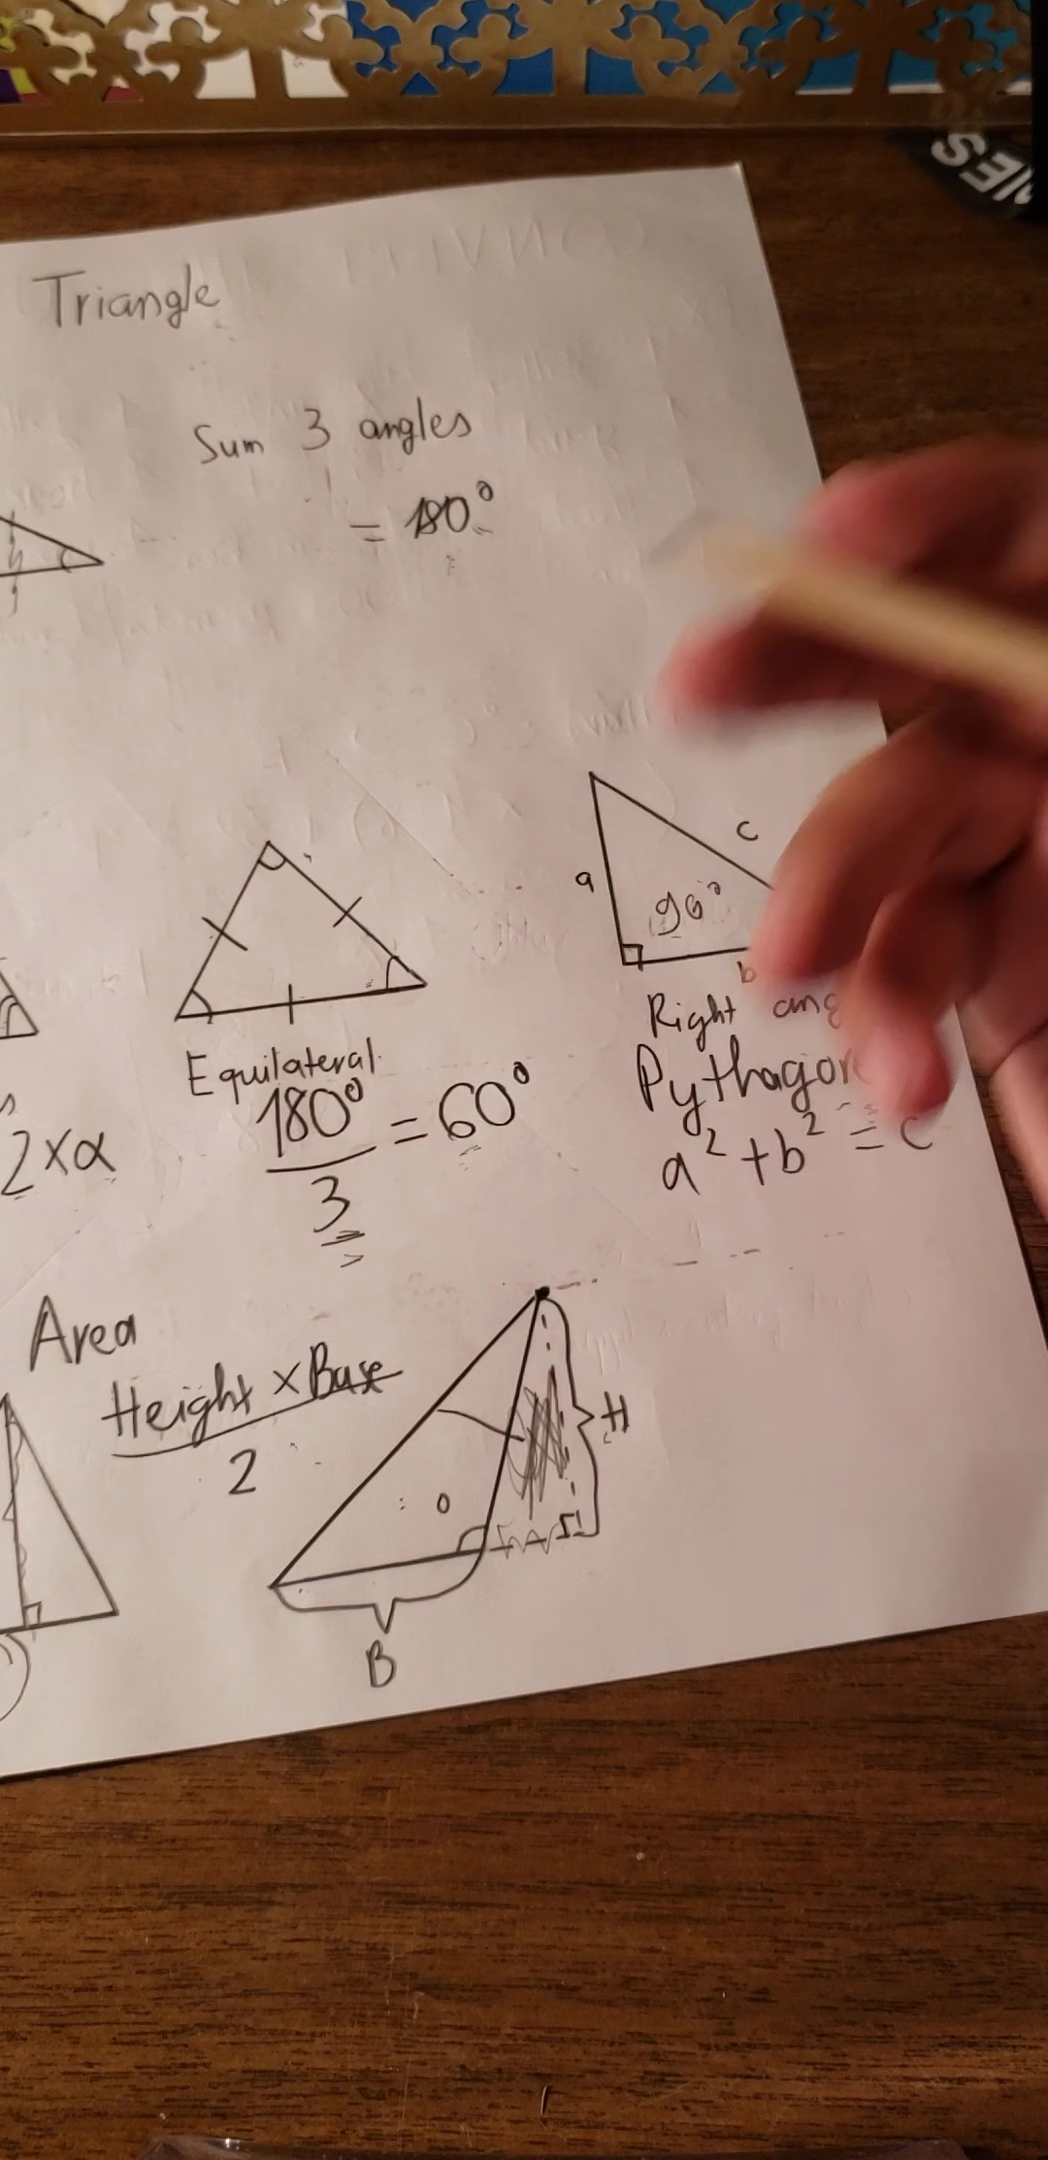 Triangle
Sum 3 angles
= 180°
a
c
90°
b
Right ang
Equilateral
Pythagor
2×α
180°
3
= 60°
a² + b² = c
Area
Height × Base
2
H
B